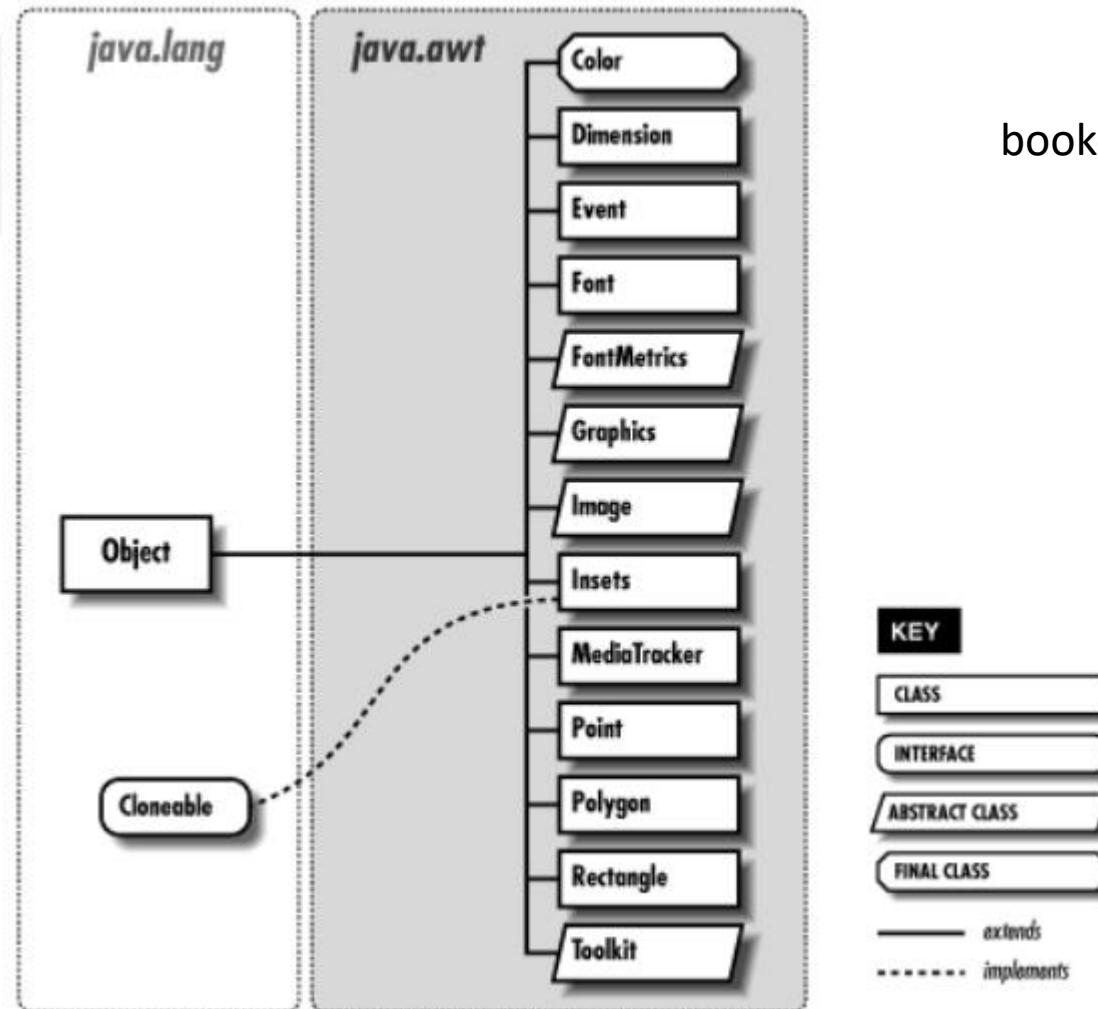 java.lang
java.awt
Color
Dimension
book
Event
Font
FontMetrics
Graphics
Image
Object
Insets
MediaTracker
Point
Cloneable
Polygon
Rectangle
Toolkit
KEY
CLASS
INTERFACE
ABSTRACT CLASS
FINAL CLASS
extends
implements